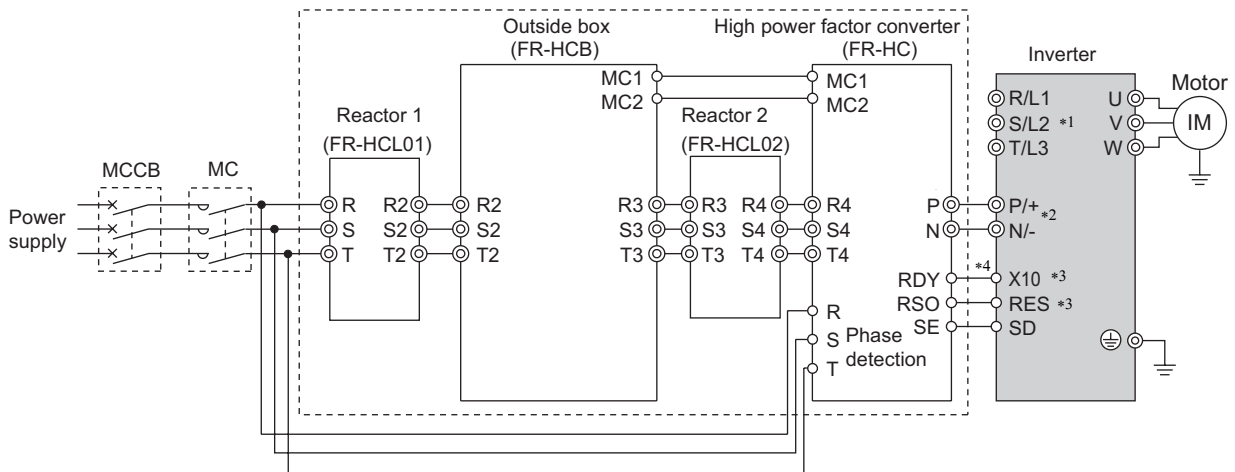 Outside box
(FR-HCB)
High power factor converter
(FR-HC)
Inverter
Motor
MC1
MC2
MC1
MC2
Reactor 1
(FR-HCL01)
Reactor 2
(FR-HCL02)
R/L1
S/L2 *1
T/L3
U
V
W
IM
MCCB
MC
Power
supply
R R2 R2 R3 R3 R4 R4 P P/+
S S2 S2 S3 S3 S4 S4 N N/- *2
T T2 T2 T3 T3 T4 T4
RDY *4 X10 *3
RSO RES *3
SE SD
R
S Phase
T detection